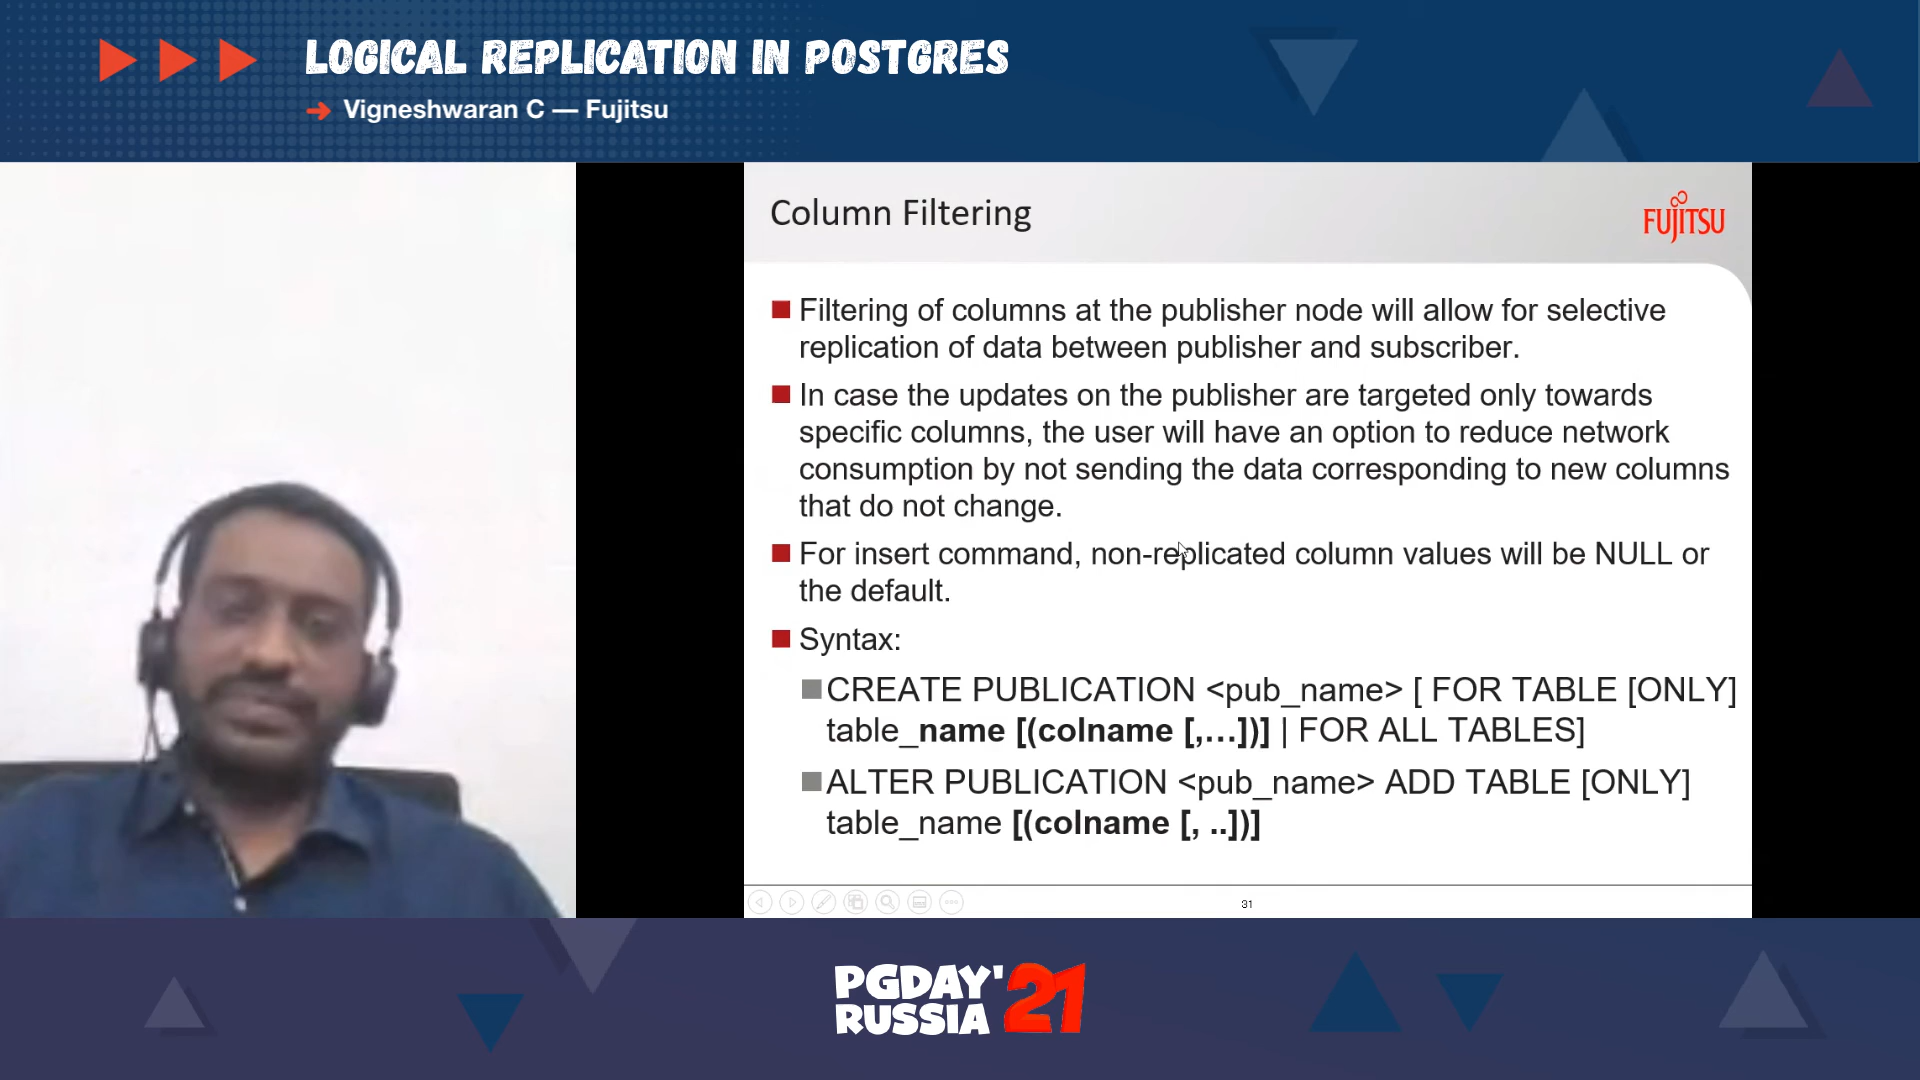 LOGICAL REPLICATION IN POSTGRES
Vigneshwaran C — Fujitsu
Column Filtering
FUJITSU
Filtering of columns at the publisher node will allow for selective
replication of data between publisher and subscriber.
In case the updates on the publisher are targeted only towards
specific columns, the user will have an option to reduce network
consumption by not sending the data corresponding to new columns
that do not change.
For insert command, non-replicated column values will be NULL or
the default.
Syntax:
CREATE PUBLICATION <pub_name> [ FOR TABLE [ONLY]
table_name [(colname [,…])] | FOR ALL TABLES]
ALTER PUBLICATION <pub_name> ADD TABLE [ONLY]
table_name [(colname [, ..])]
31
PGDAY'21
RUSSIA